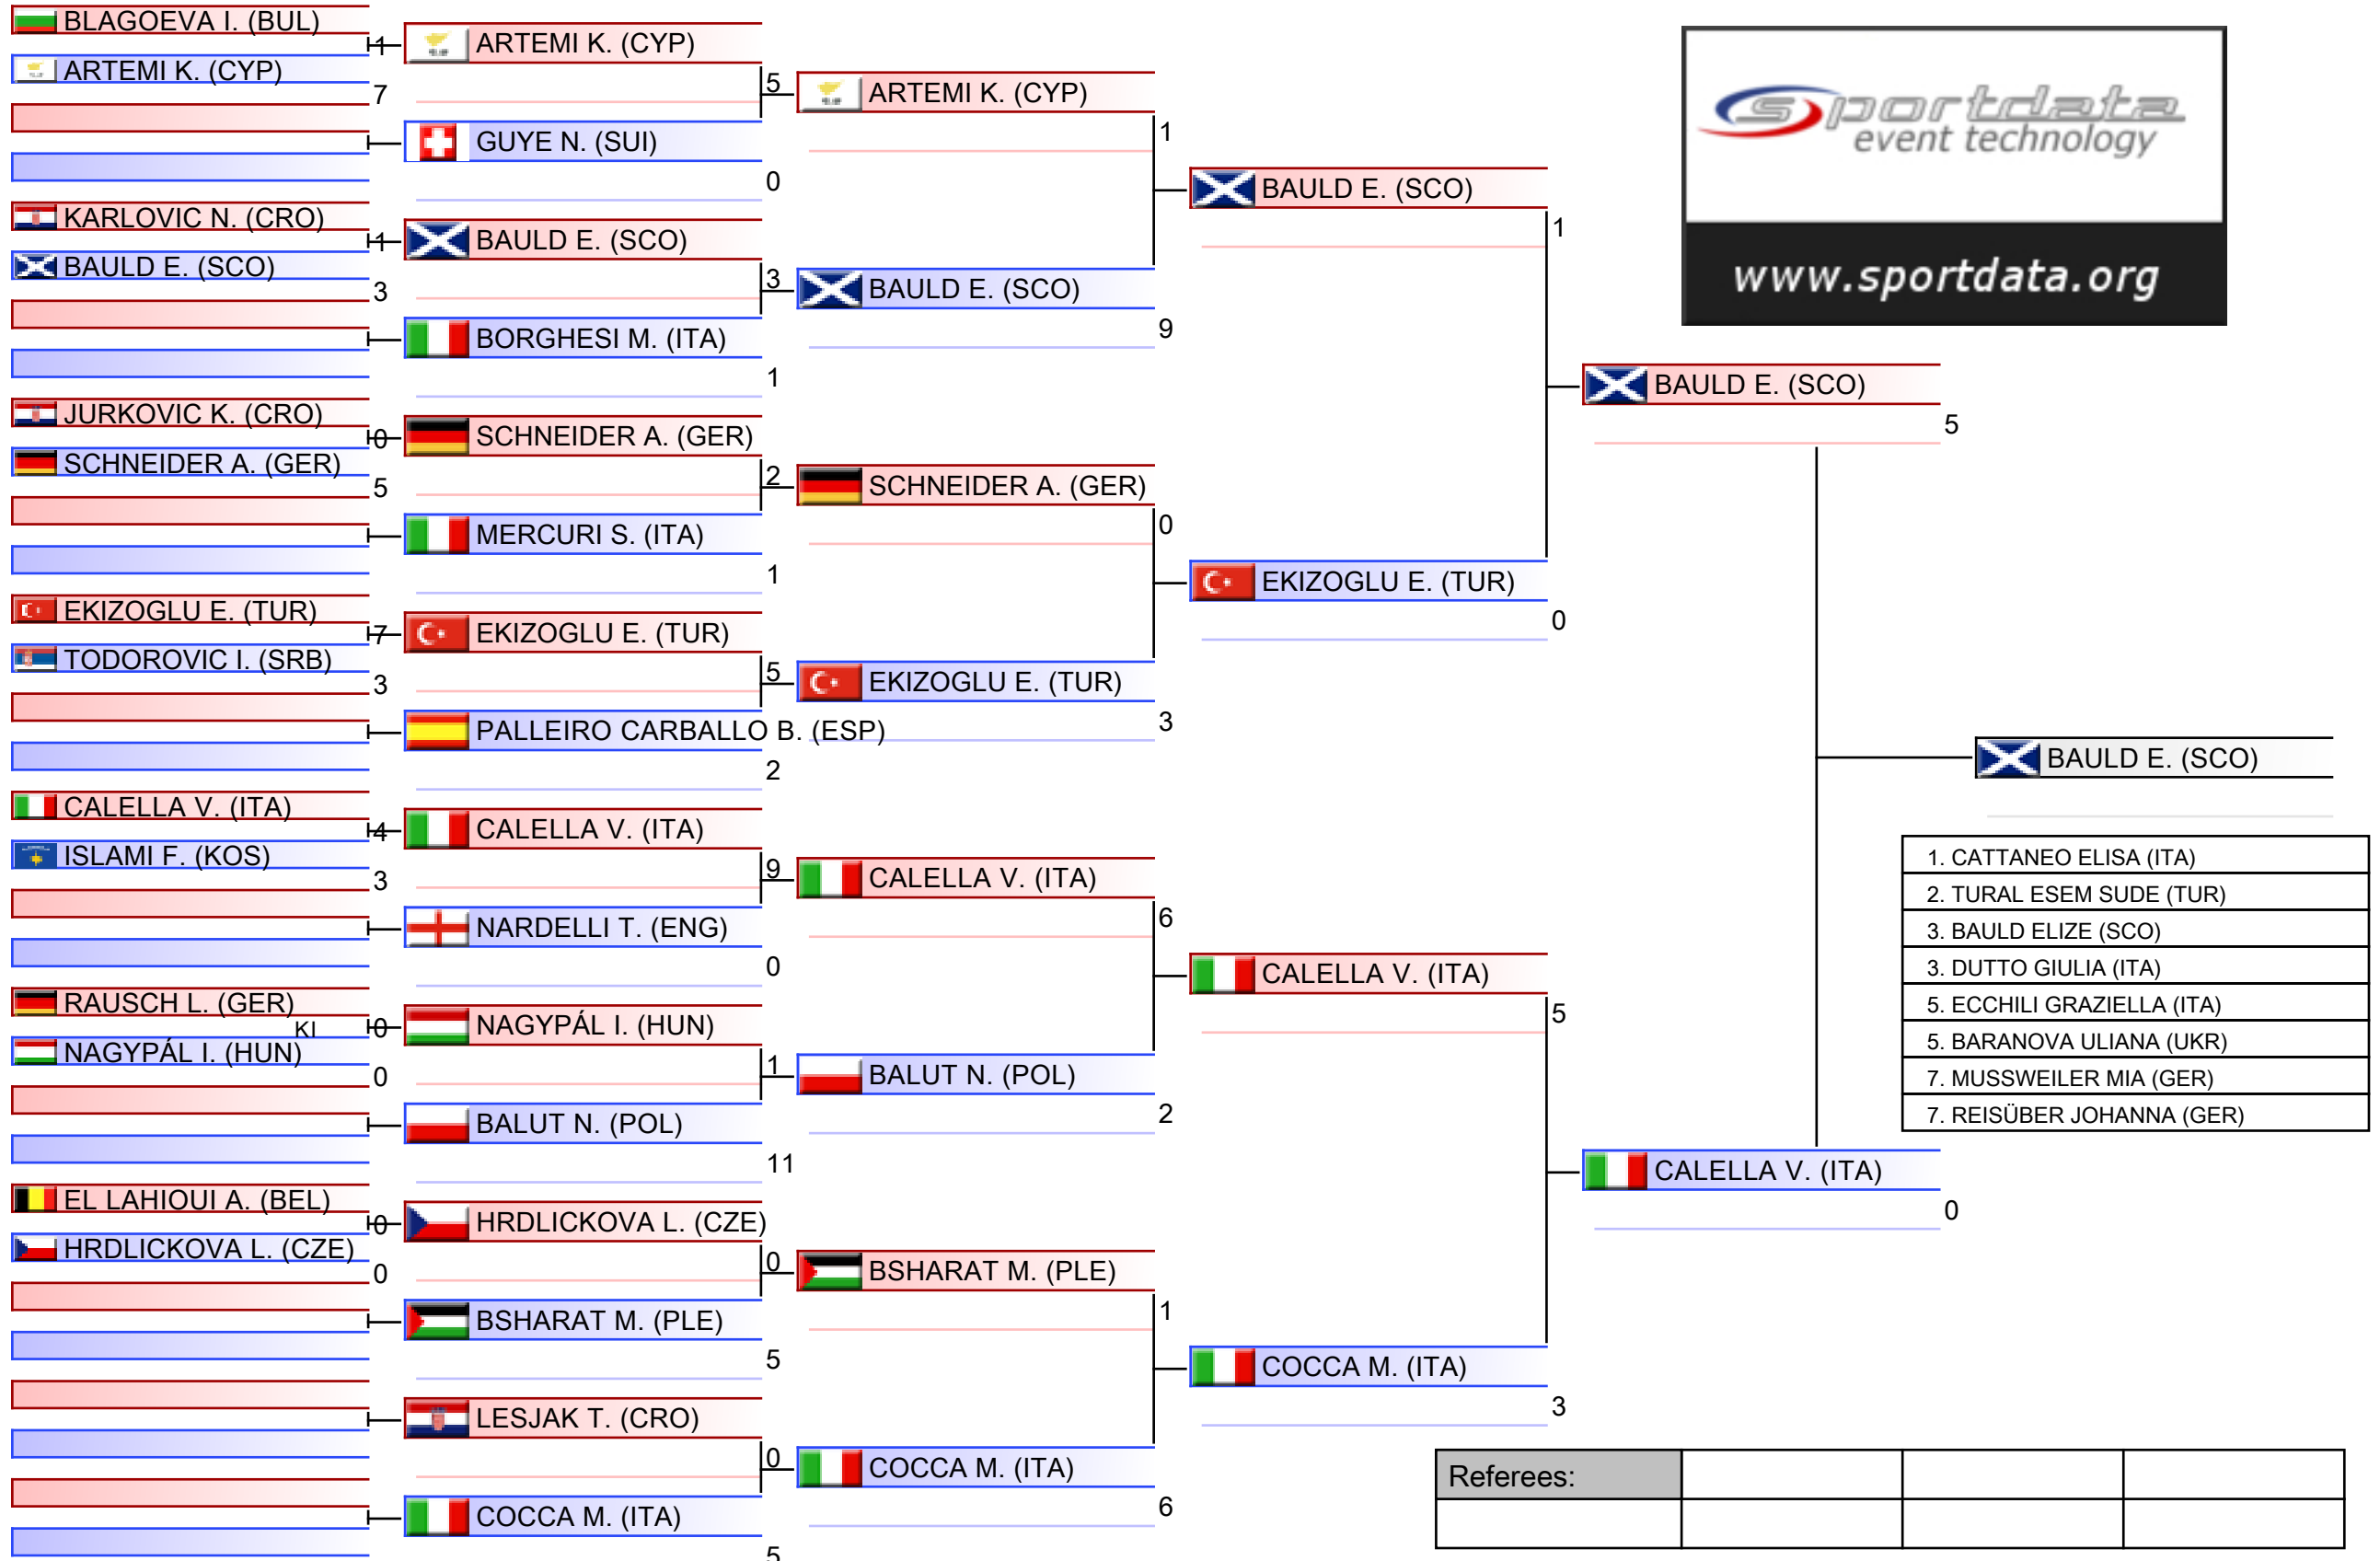 BLAGOEVA I. (BUL)
1
ARTEMI K. (CYP)
7
KARLOVIC N. (CRO)
1
BAULD E. (SCO)
3
JURKOVIC K. (CRO)
0
SCHNEIDER A. (GER)
5
EKIZOGLU E. (TUR)
7
TODOROVIC I. (SRB)
3
CALELLA V. (ITA)
4
ISLAMI F. (KOS)
3
RAUSCH L. (GER)
KI
0
NAGYPÁL I. (HUN)
0
EL LAHIOUI A. (BEL)
0
HRDLICKOVA L. (CZE)
0
ARTEMI K. (CYP)
5
GUYE N. (SUI)
0
BAULD E. (SCO)
3
BORGHESI M. (ITA)
1
SCHNEIDER A. (GER)
2
MERCURI S. (ITA)
1
EKIZOGLU E. (TUR)
5
PALLEIRO CARBALLO B. (ESP)
2
CALELLA V. (ITA)
9
NARDELLI T. (ENG)
0
NAGYPÁL I. (HUN)
1
BALUT N. (POL)
11
HRDLICKOVA L. (CZE)
0
BSHARAT M. (PLE)
5
LESJAK T. (CRO)
0
COCCA M. (ITA)
5
ARTEMI K. (CYP)
1
BAULD E. (SCO)
9
SCHNEIDER A. (GER)
0
EKIZOGLU E. (TUR)
3
CALELLA V. (ITA)
6
BALUT N. (POL)
2
BSHARAT M. (PLE)
1
COCCA M. (ITA)
6
BAULD E. (SCO)
1
EKIZOGLU E. (TUR)
0
CALELLA V. (ITA)
5
COCCA M. (ITA)
3
BAULD E. (SCO)
5
CALELLA V. (ITA)
0
BAULD E. (SCO)
sportdata
event technology
www.sportdata.org
1. CATTANEO ELISA (ITA)
2. TURAL ESEM SUDE (TUR)
3. BAULD ELIZE (SCO)
3. DUTTO GIULIA (ITA)
5. ECCHILI GRAZIELLA (ITA)
5. BARANOVA ULIANA (UKR)
7. MUSSWEILER MIA (GER)
7. REISÜBER JOHANNA (GER)
Referees: